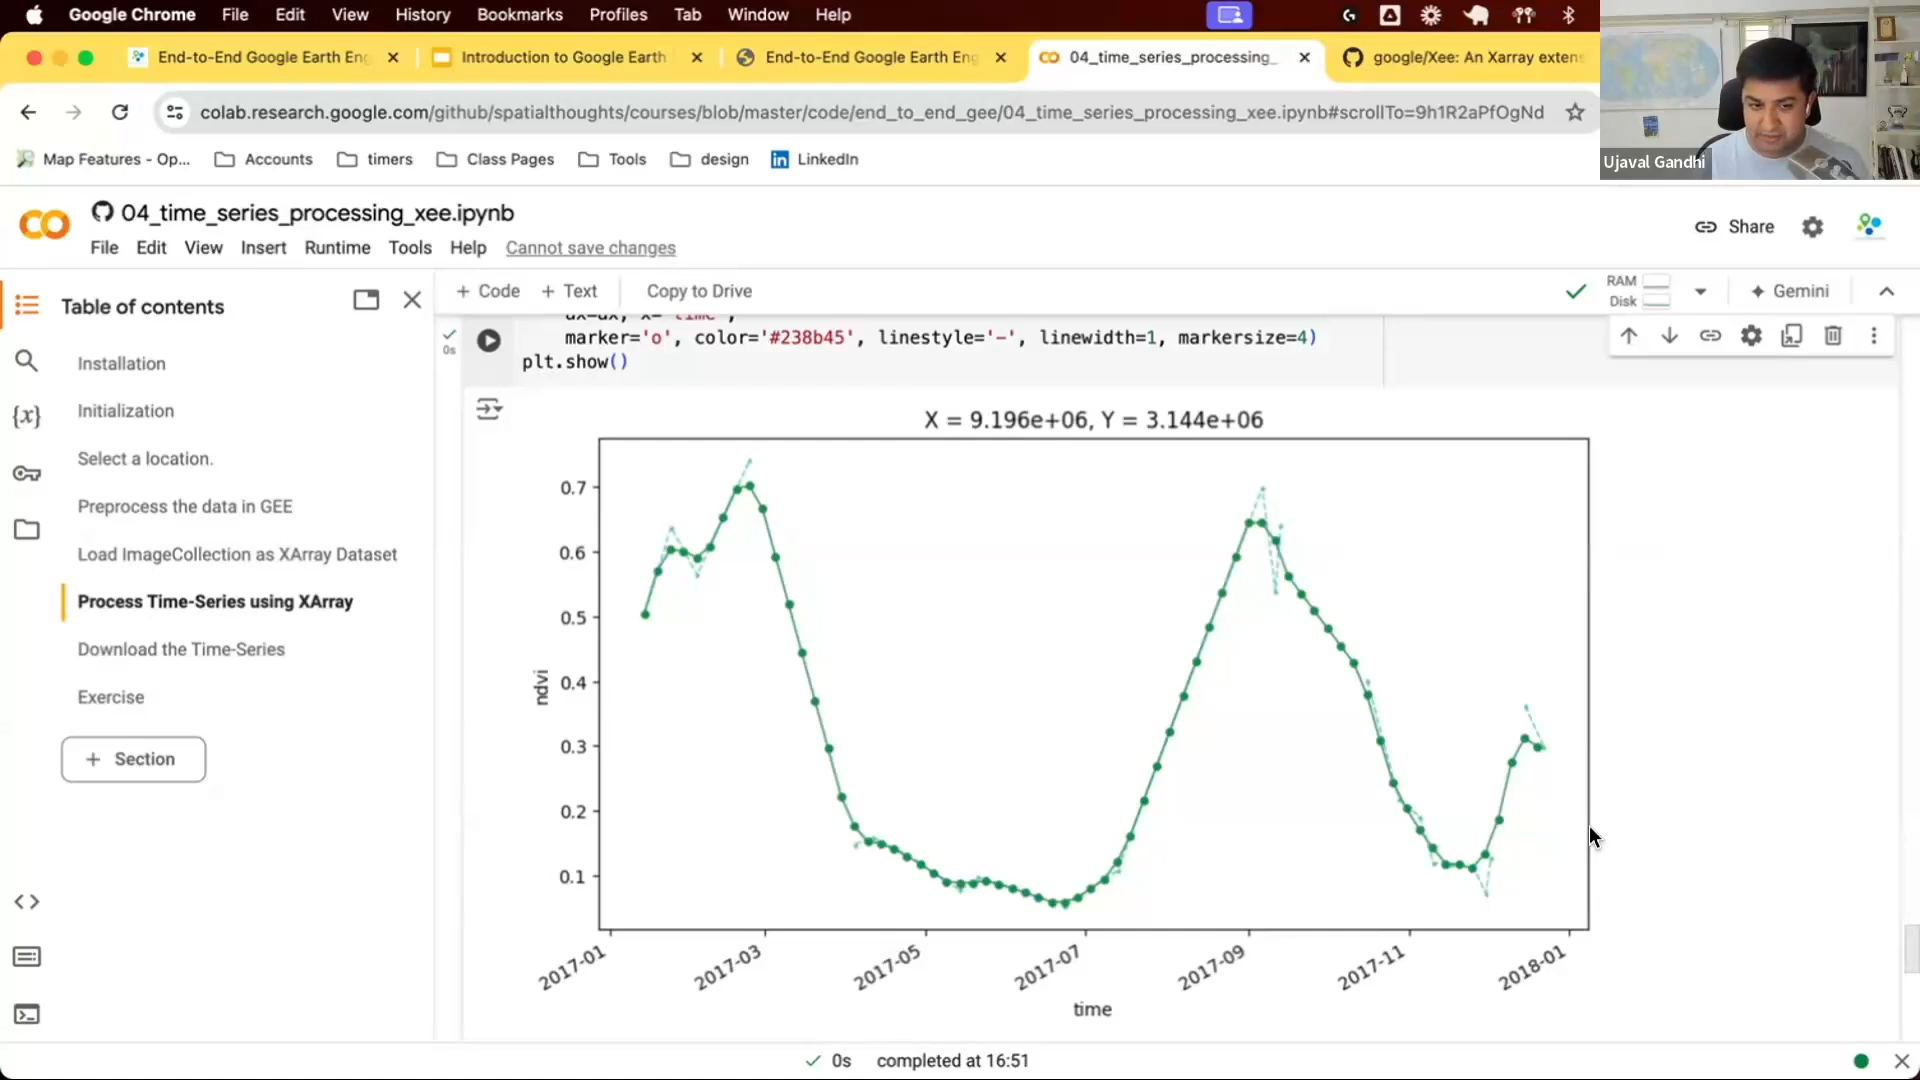 Google Chrome File Edit View History Bookmarks Profiles Tab Window Help
End-to-End Google Earth Eng
Introduction to Google Earth
End-to-End Google Earth Eng
04_time_series_processing_
google/Xee: An Xarray extens
colab.research.google.com/github/spatialthoughts/courses/blob/master/code/end_to_end_gee/04_time_series_processing_xee.ipynb#scrollTo=9h1R2aPfOgNd
Map Features - Op... Accounts timers Class Pages Tools design LinkedIn
Ujaval Gandhi
04_time_series_processing_xee.ipynb
File Edit View Insert Runtime Tools Help Cannot save changes
Share
Table of contents
Installation
Initialization
Select a location.
Preprocess the data in GEE
Load ImageCollection as XArray Dataset
Process Time-Series using XArray
Download the Time-Series
Exercise
+ Section
+ Code + Text Copy to Drive
RAM
Disk
Gemini
0s
ax=ax, x='time',
marker='o', color='#238b45', linestyle='-', linewidth=1, markersize=4)
plt.show()
X = 9.196e+06, Y = 3.144e+06
0.7
0.6
0.5
0.4
0.3
0.2
0.1
ndvi
2017-01
2017-03
2017-05
2017-07
2017-09
2017-11
2018-01
time
0s completed at 16:51